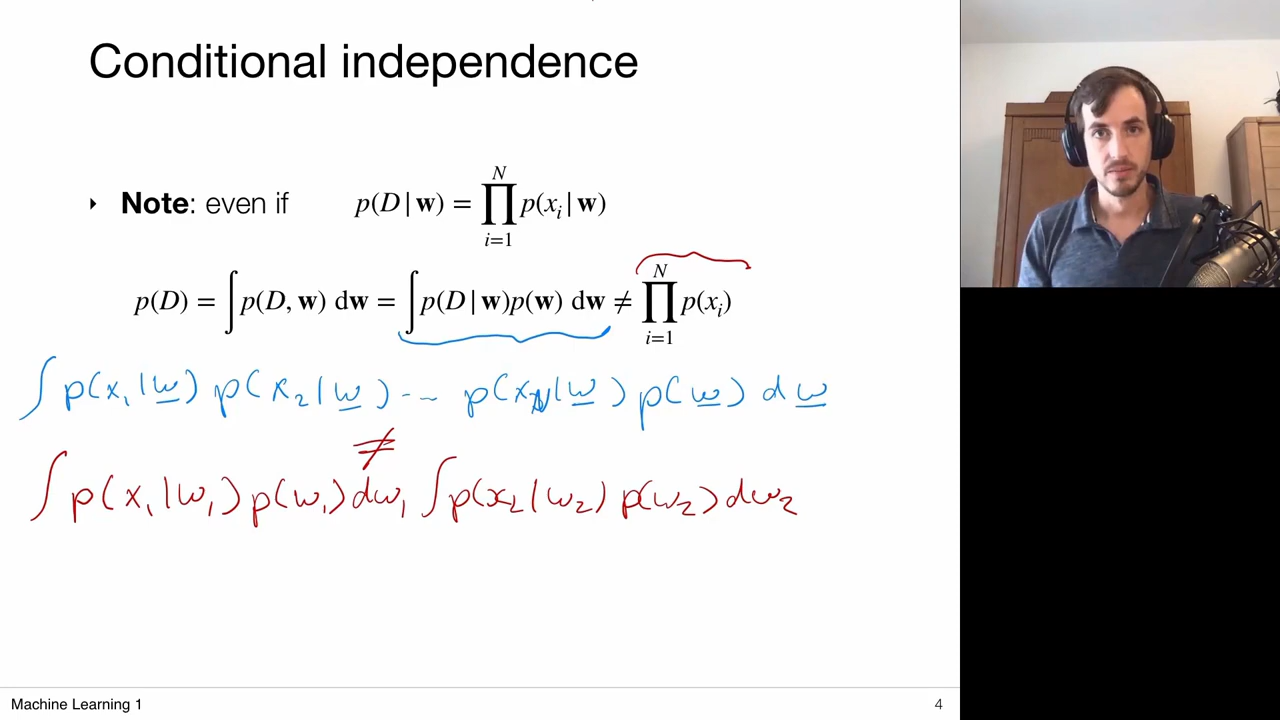 Conditional independence
‣ Note: even if p(D | w) = ∏_{i=1}^{N} p(x_i | w)
p(D) = ∫ p(D, w) dw = ∫ p(D | w)p(w) dw ≠ ∏_{i=1}^{N} p(x_i)
∫ p(x₁|w) p(x₂|w) ·-- p(x_N|w) p(w) dw
≠
∫ p(x₁|w₁) p(w₁) dw₁ ∫ p(x₂|w₂) p(w₂) dw₂
Machine Learning 1 4